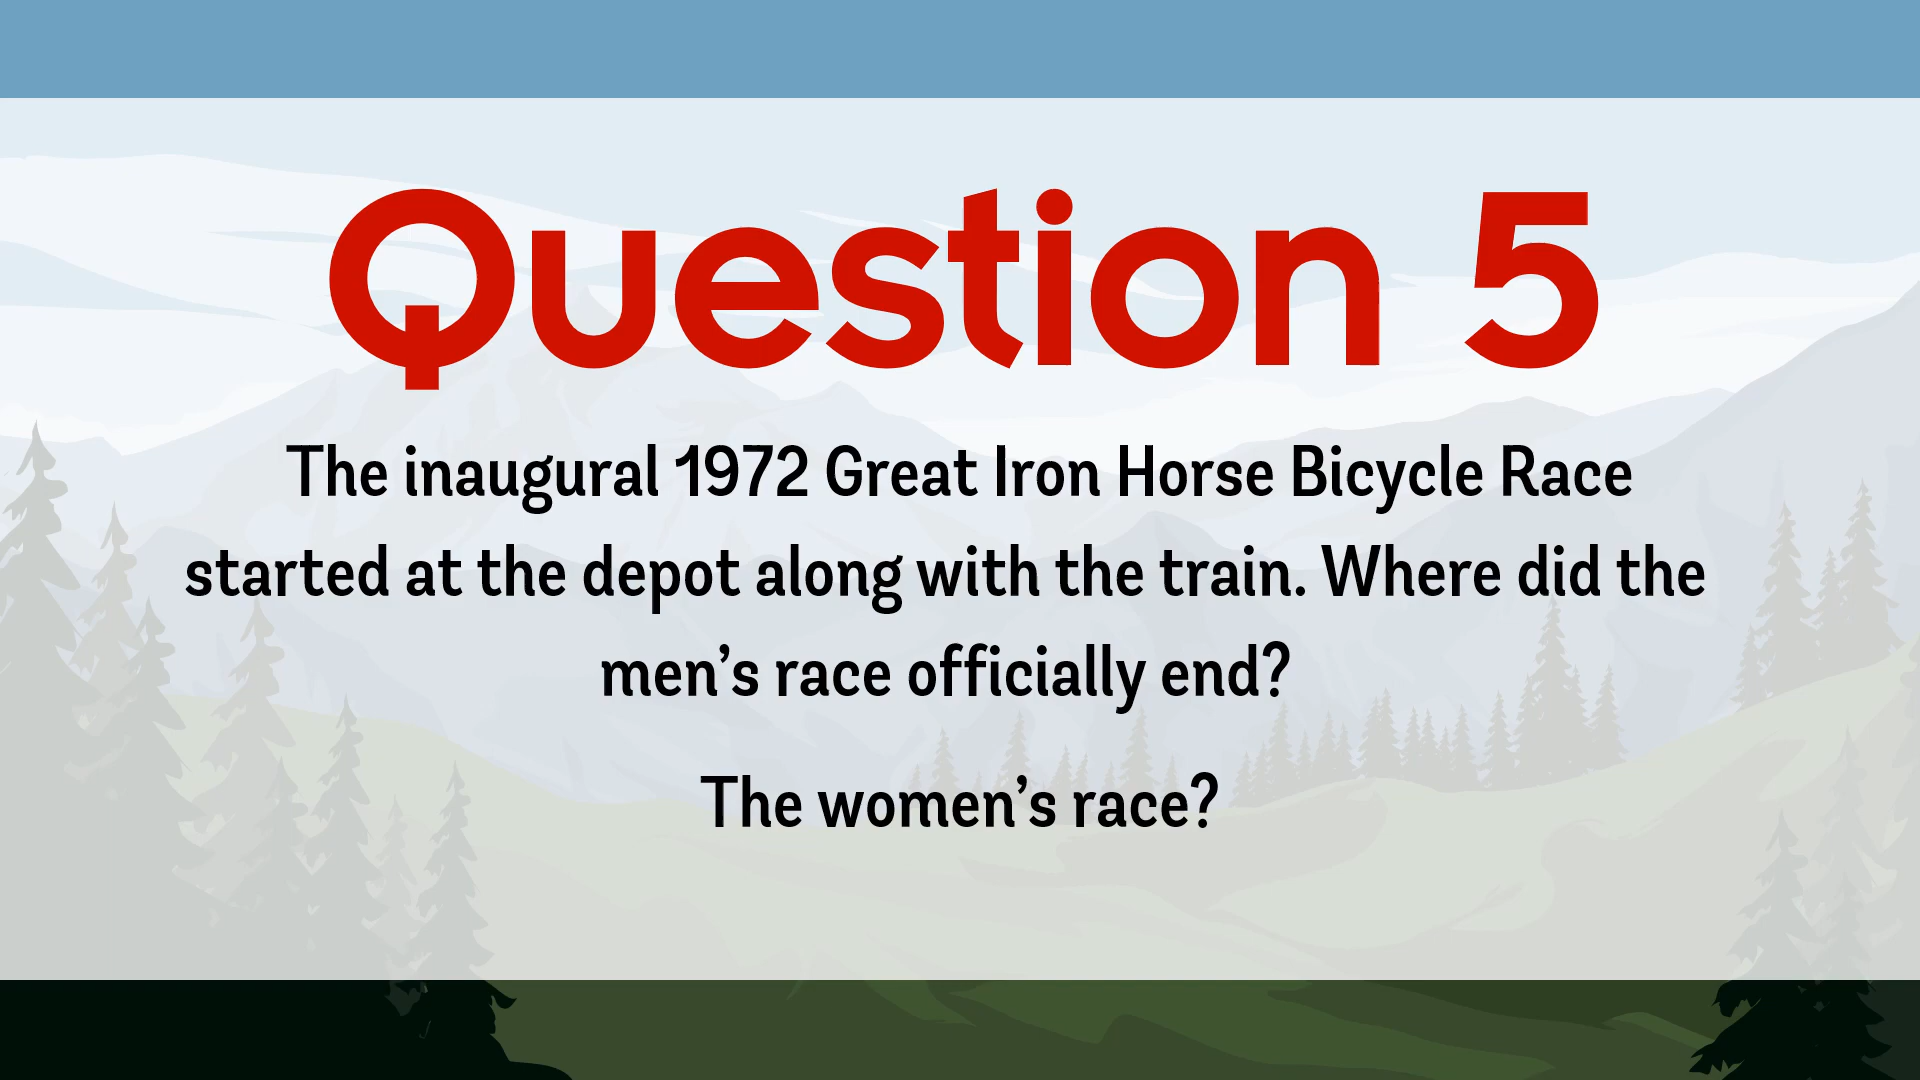 Question 5
The inaugural 1972 Great Iron Horse Bicycle Race
started at the depot along with the train. Where did the
men’s race officially end?
The women’s race?